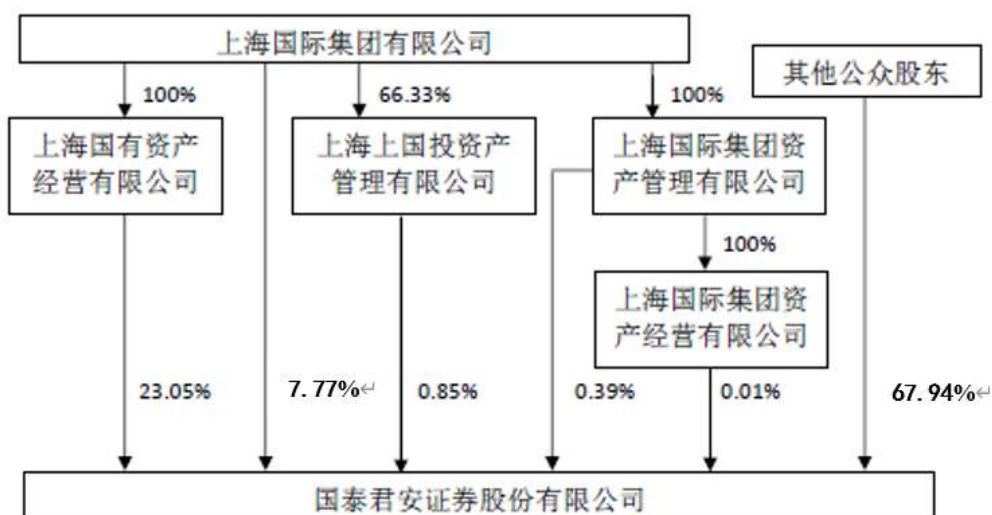 上海国际集团有限公司
其他公众股东
100%
66.33%
100%
上海国有资产
经营有限公司
上海上国投资产
管理有限公司
上海国际集团资
产管理有限公司
100%
上海国际集团资
产经营有限公司
23.05%
7.77%↵
0.85%
0.39%
0.01%
67.94%↵
国泰君安证券股份有限公司